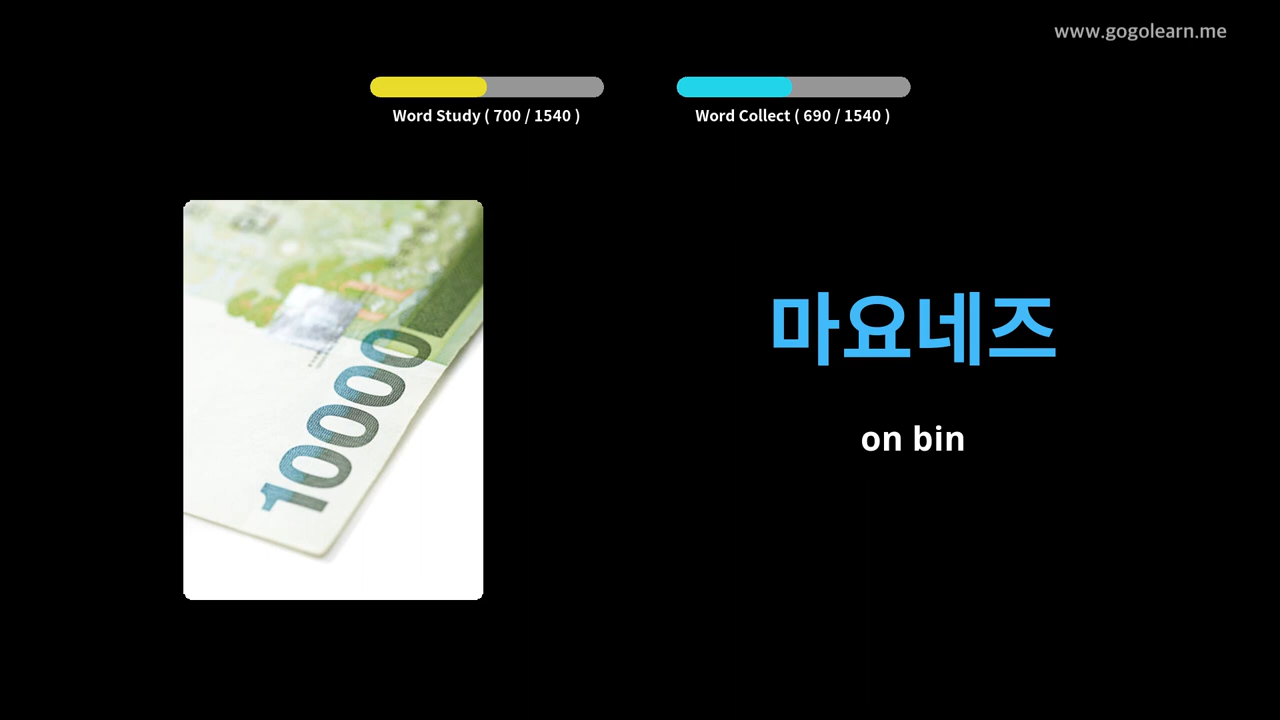 www.gogolearn.me
Word Study ( 700 / 1540 )
Word Collect ( 690 / 1540 )
10000
마요네즈
on bin